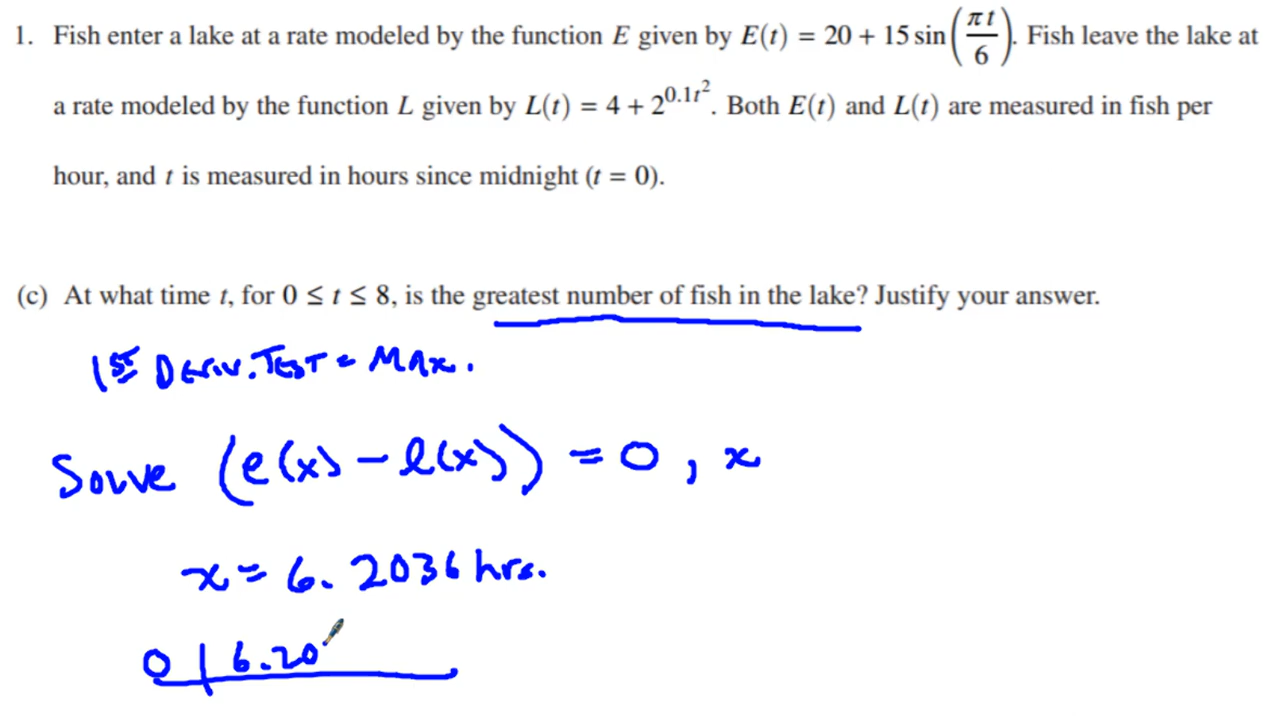 1. Fish enter a lake at a rate modeled by the function E given by E(t) = 20 + 15 sin(πt/6). Fish leave the lake at
a rate modeled by the function L given by L(t) = 4 + 2^(0.1t²). Both E(t) and L(t) are measured in fish per
hour, and t is measured in hours since midnight (t = 0).
(c) At what time t, for 0 ≤ t ≤ 8, is the greatest number of fish in the lake? Justify your answer.
1ST DERIV. TEST = MAX.
SOLVE (e(x) - l(x)) = 0, x
x = 6.2036 hrs.
0 | 6.20